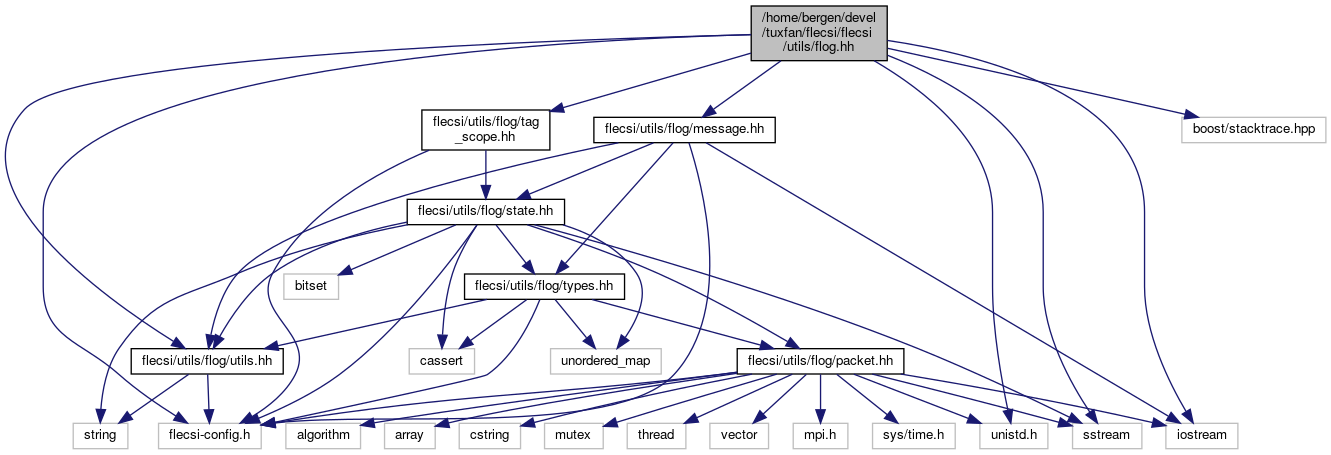 /home/bergen/devel
/tuxfan/flecsi/flecsi
/utils/flog.hh
flecsi/utils/flog/tag
_scope.hh
flecsi/utils/flog/message.hh
boost/stacktrace.hpp
flecsi/utils/flog/state.hh
bitset
flecsi/utils/flog/types.hh
flecsi/utils/flog/utils.hh
cassert
unordered_map
flecsi/utils/flog/packet.hh
string
flecsi-config.h
algorithm
array
cstring
mutex
thread
vector
mpi.h
sys/time.h
unistd.h
sstream
iostream